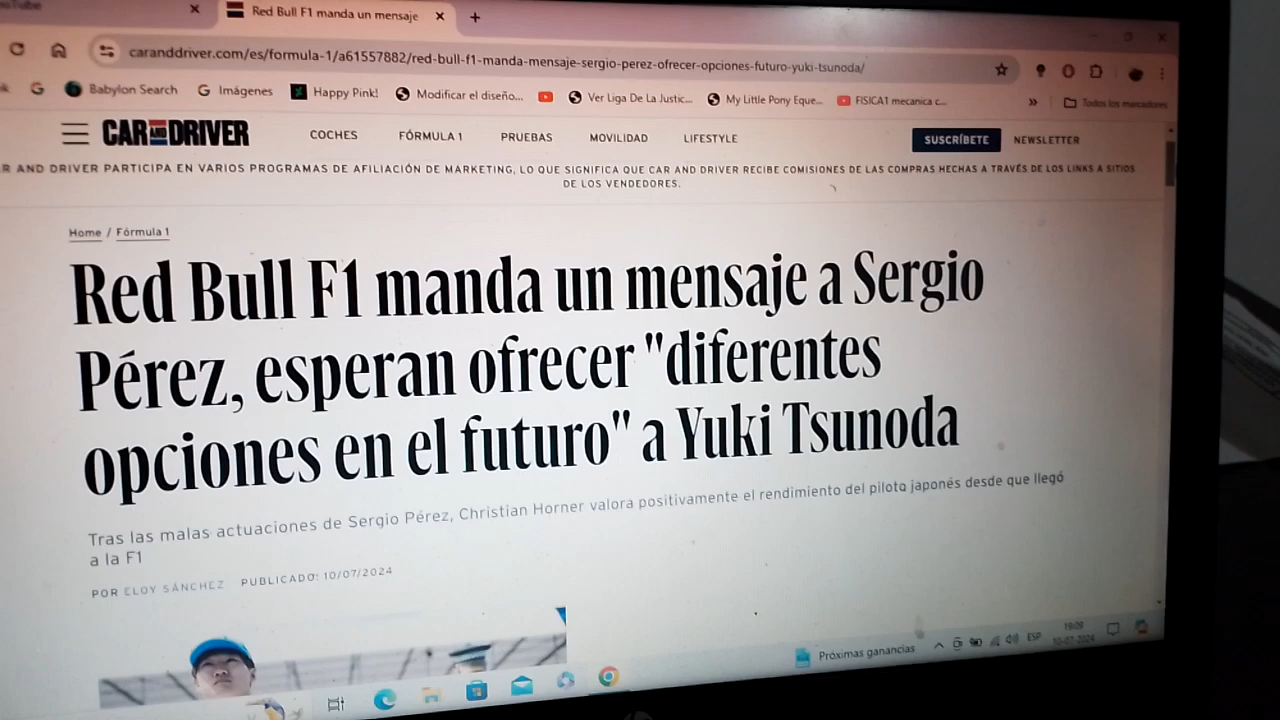 Red Bull F1 manda un mensaje
caranddriver.com/es/formula-1/a61557882/red-bull-f1-manda-mensaje-sergio-perez-ofrecer-opciones-futuro-yuki-tsunoda/
Babylon Search Imágenes Happy Pink! Modificar el diseño... Ver Liga De La Justic... My Little Pony Eque... FISICA1 mecanica c... » Todos los marcadores
CAR AND DRIVER COCHES FÓRMULA 1 PRUEBAS MOVILIDAD LIFESTYLE SUSCRÍBETE NEWSLETTER
R AND DRIVER PARTICIPA EN VARIOS PROGRAMAS DE AFILIACIÓN DE MARKETING, LO QUE SIGNIFICA QUE CAR AND DRIVER RECIBE COMISIONES DE LAS COMPRAS HECHAS A TRAVÉS DE LOS LINKS A SITIOS
DE LOS VENDEDORES.
Home / Fórmula 1
Red Bull F1 manda un mensaje a Sergio
Pérez, esperan ofrecer "diferentes
opciones en el futuro" a Yuki Tsunoda
Tras las malas actuaciones de Sergio Pérez, Christian Horner valora positivamente el rendimiento del piloto japonés desde que llegó
a la F1
POR ELOY SÁNCHEZ PUBLICADO: 10/07/2024
Próximas ganancias ESP 19:09
10-07-2024